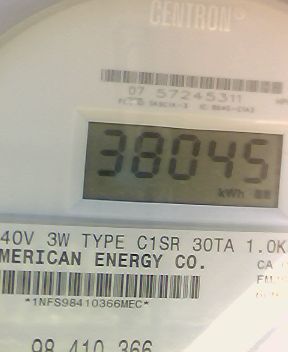 CENTRON®
07 57245311
38045
kWh
40V 3W TYPE C1SR 30TA 1.0K
MERICAN ENERGY CO.
CA
*1NFS98410366MEC*
98 410 366